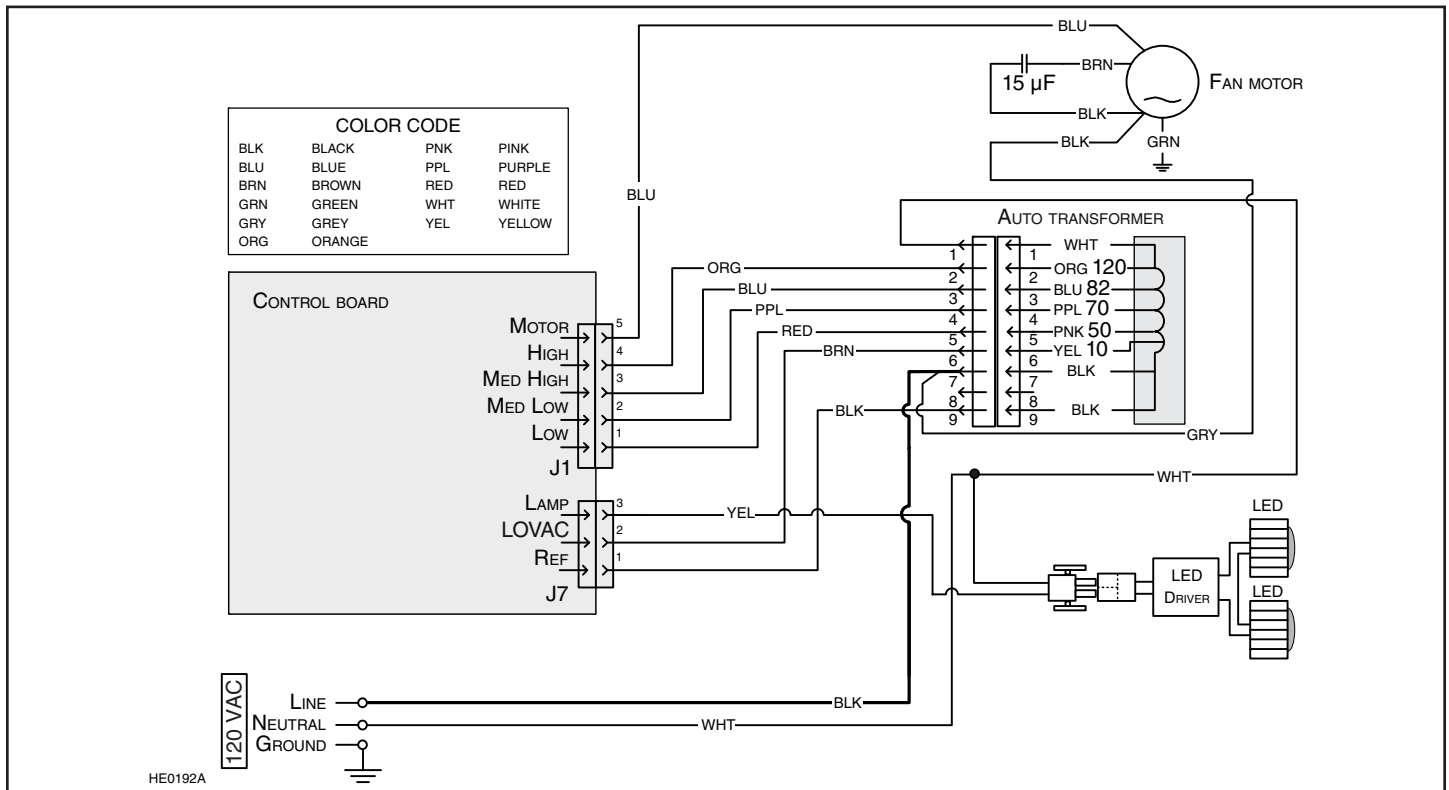 BLU
BRN
15 µF
FAN MOTOR
BLK
BLK
GRN
COLOR CODE
BLK BLACK PNK PINK
BLU BLUE PPL PURPLE
BRN BROWN RED RED
GRN GREEN WHT WHITE
GRY GREY YEL YELLOW
ORG ORANGE
BLU
AUTO TRANSFORMER
WHT
1 1
ORG
ORG 120
2 2
BLU
BLU 82
3 3
PPL
PPL 70
4 4
RED
PNK 50
5 5
BRN
YEL 10
6 6
BLK
7 7
8 8
BLK
BLK
9 9
GRY
CONTROL BOARD
MOTOR 5
HIGH 4
MED HIGH 3
MED LOW 2
LOW 1
J1
WHT
LAMP 3
YEL
LOVAC 2
REF 1
J7
LED
LED
DRIVER
LED
120 VAC
LINE
BLK
NEUTRAL
WHT
GROUND
HE0192A